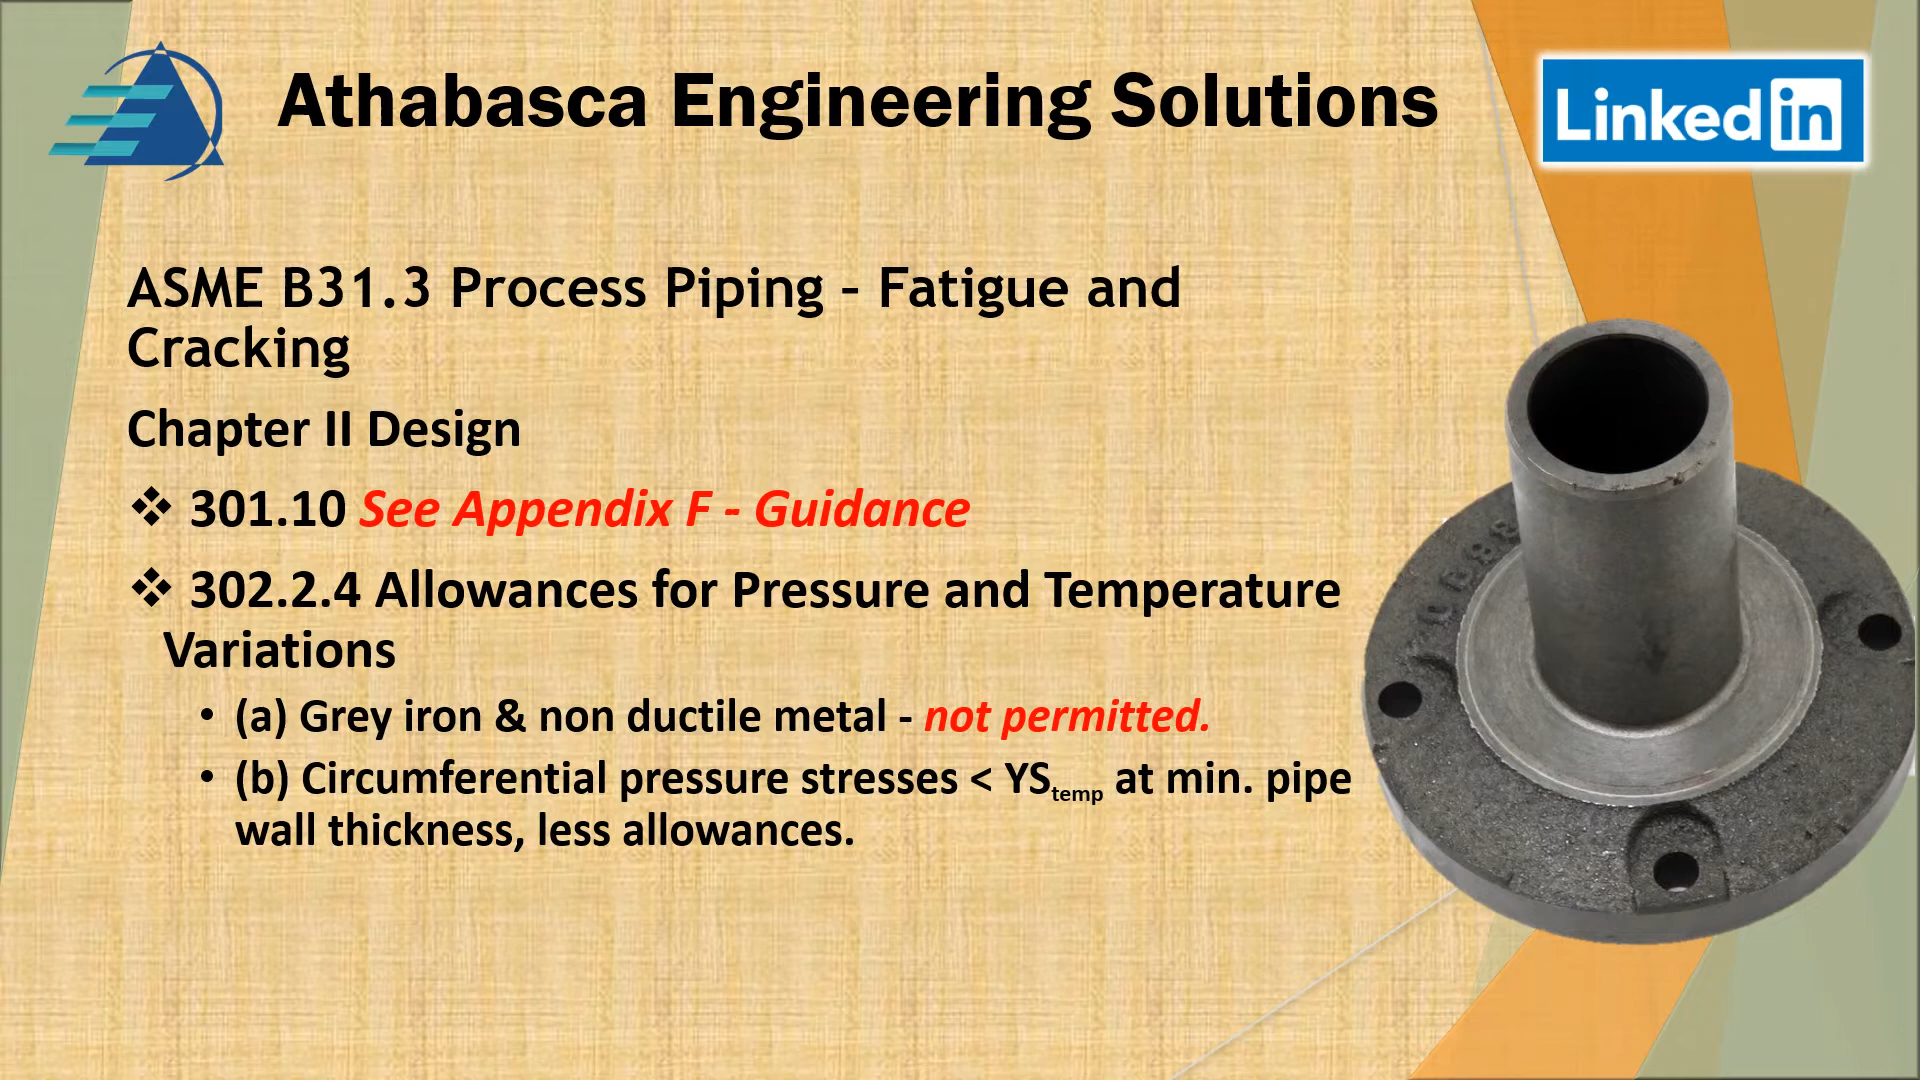 Athabasca Engineering Solutions
Linked in
ASME B31.3 Process Piping – Fatigue and
Cracking
Chapter II Design
❖ 301.10 See Appendix F - Guidance
❖ 302.2.4 Allowances for Pressure and Temperature
Variations
• (a) Grey iron & non ductile metal - not permitted.
• (b) Circumferential pressure stresses < YStemp at min. pipe
wall thickness, less allowances.